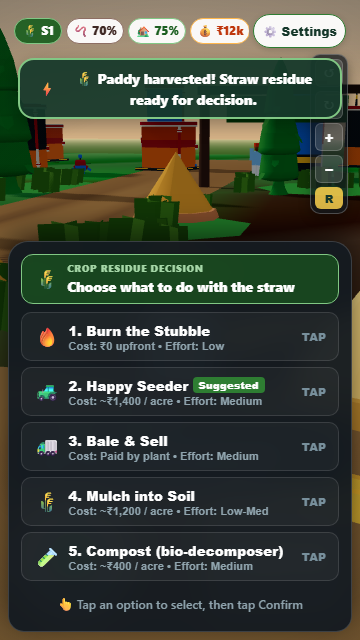 S1
70%
75%
₹12k
Settings
Paddy harvested! Straw residue
ready for decision.
+
−
R
CROP RESIDUE DECISION
Choose what to do with the straw
1. Burn the Stubble
Cost: ₹0 upfront • Effort: Low
TAP
2. Happy Seeder Suggested
Cost: ~₹1,400 / acre • Effort: Medium
TAP
3. Bale & Sell
Cost: Paid by plant • Effort: Medium
TAP
4. Mulch into Soil
Cost: ~₹1,200 / acre • Effort: Low-Med
TAP
5. Compost (bio-decomposer)
Cost: ~₹400 / acre • Effort: Medium
TAP
Tap an option to select, then tap Confirm